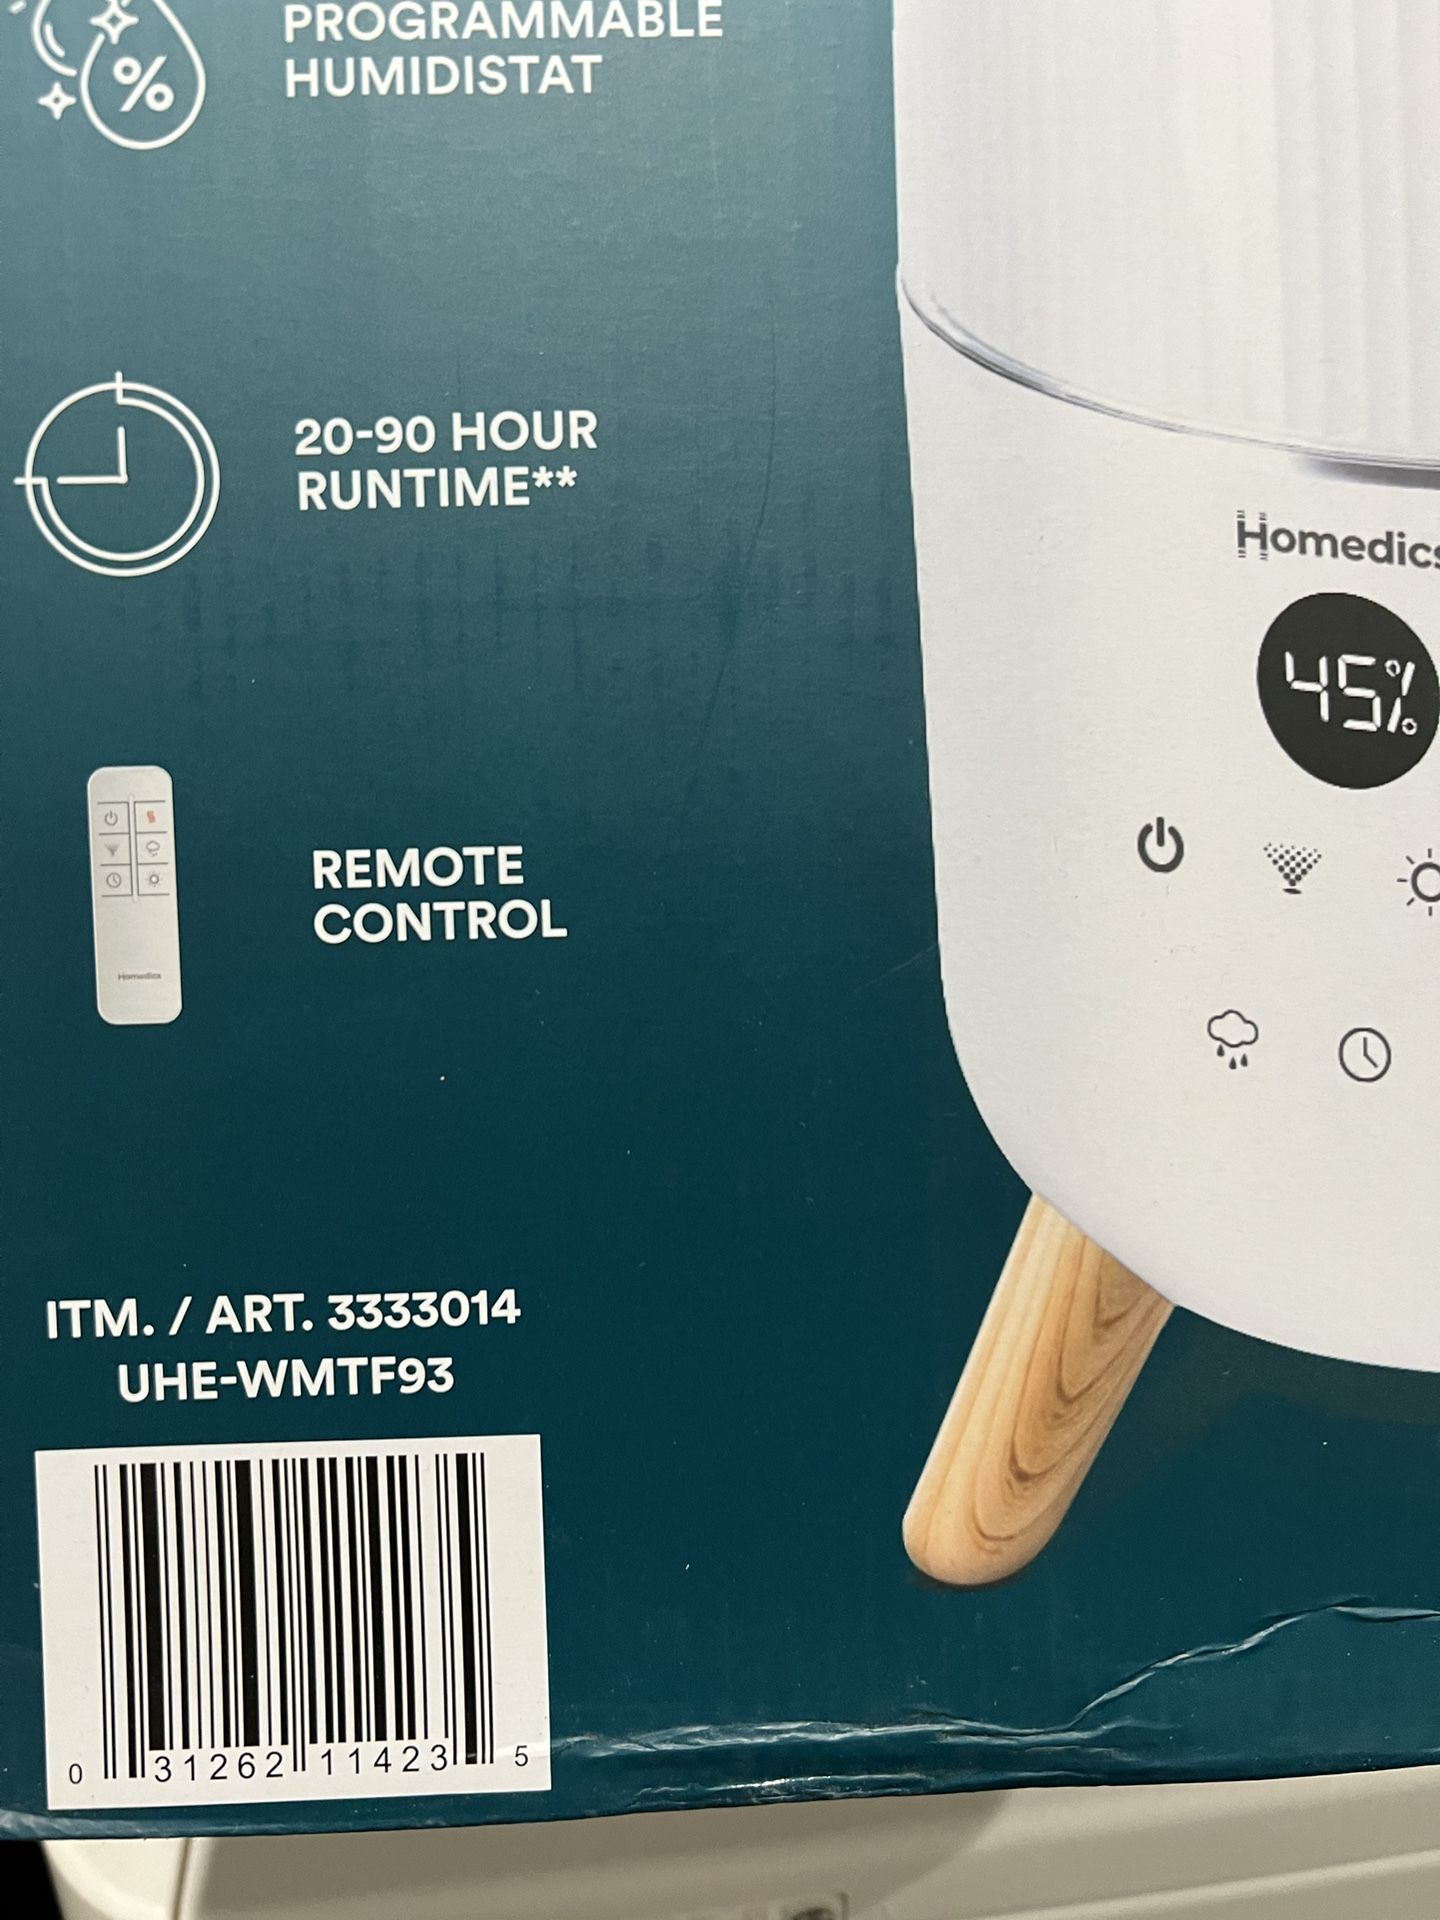 PROGRAMMABLE
HUMIDISTAT
%
20-90 HOUR
RUNTIME**
Homedics
45%
REMOTE
CONTROL
Homedics
ITM. / ART. 3333014
UHE-WMTF93
0 31262 11423 5